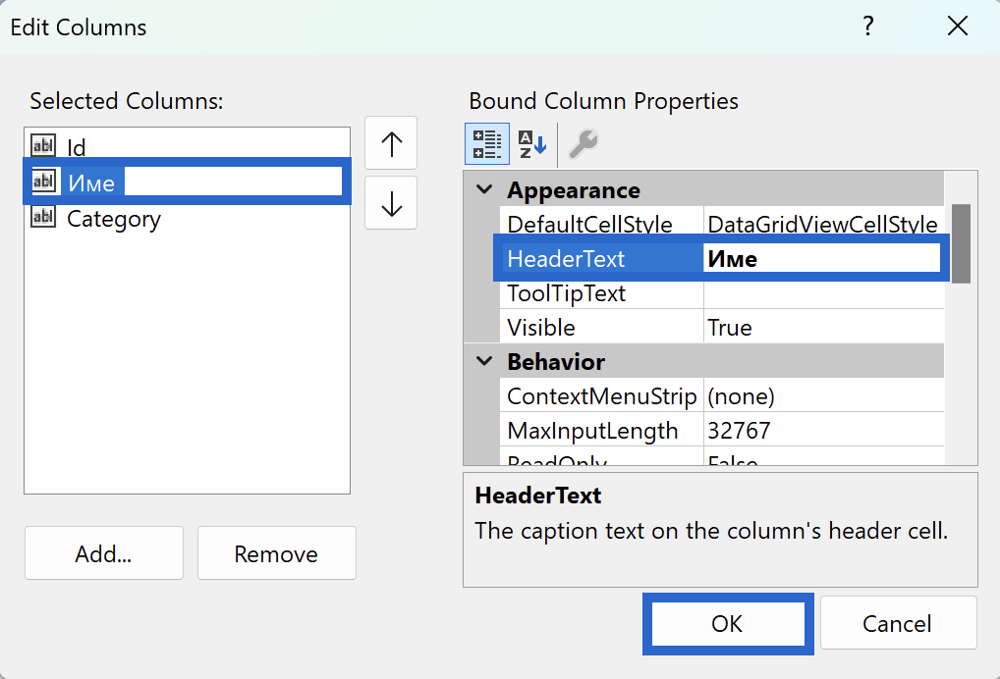 Edit Columns
?
Selected Columns:
Id
Име
Category
Add...
Remove
Bound Column Properties
Appearance
DefaultCellStyle DataGridViewCellStyle
HeaderText Име
ToolTipText
Visible True
Behavior
ContextMenuStrip (none)
MaxInputLength 32767
ReadOnly False
HeaderText
The caption text on the column's header cell.
OK
Cancel